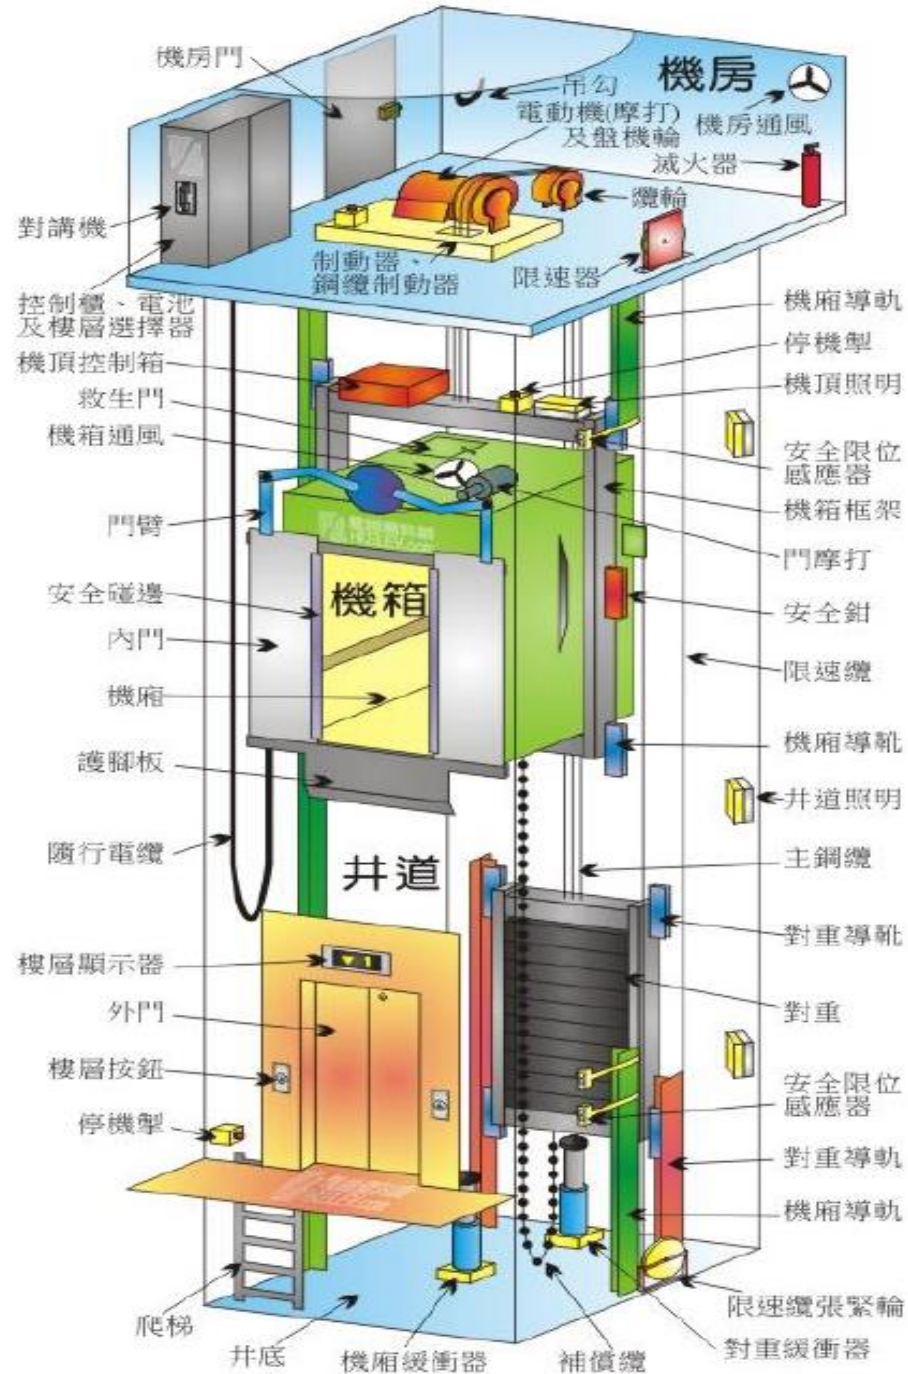 機房門
機房
吊勾
電動機(摩打)
及盤機輪
機房通風
滅火器
纜輪
對講機
制動器、
鋼纜制動器
限速器
控制櫃、電池
及樓層選擇器
機廂導軌
機頂控制箱
停機掣
救生門
機頂照明
機箱通風
安全限位
感應器
機箱框架
門臂
門摩打
安全碰邊
機箱
安全鉗
內門
限速纜
機廂
機廂導靴
護腳板
井道照明
隨行電纜
井道
主鋼纜
對重導靴
樓層顯示器
▼1
外門
對重
樓層按鈕
安全限位
感應器
停機掣
對重導軌
機廂導軌
爬梯
井底
機廂緩衝器
補償纜
限速纜張緊輪
對重緩衝器